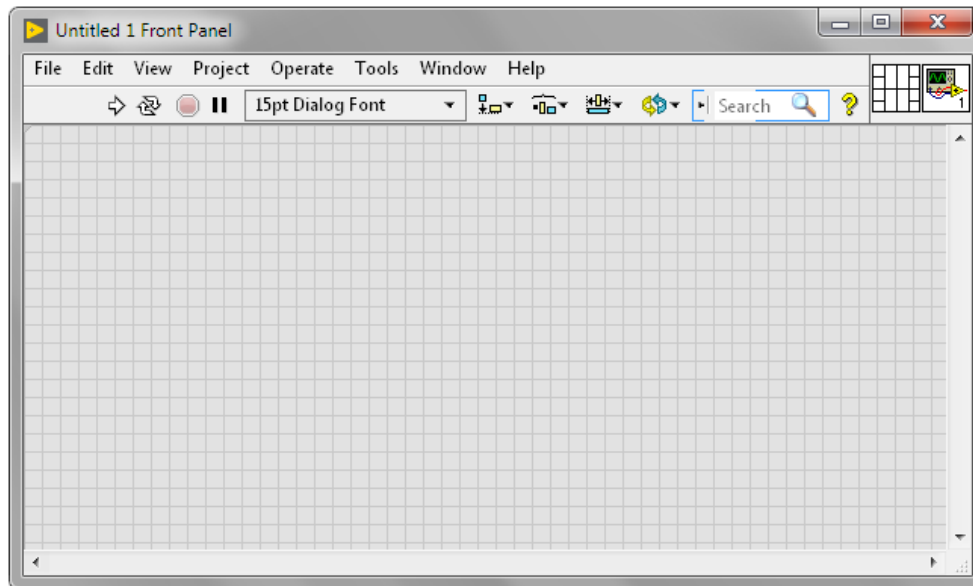 Untitled 1 Front Panel
File Edit View Project Operate Tools Window Help
15pt Dialog Font Search ?
1